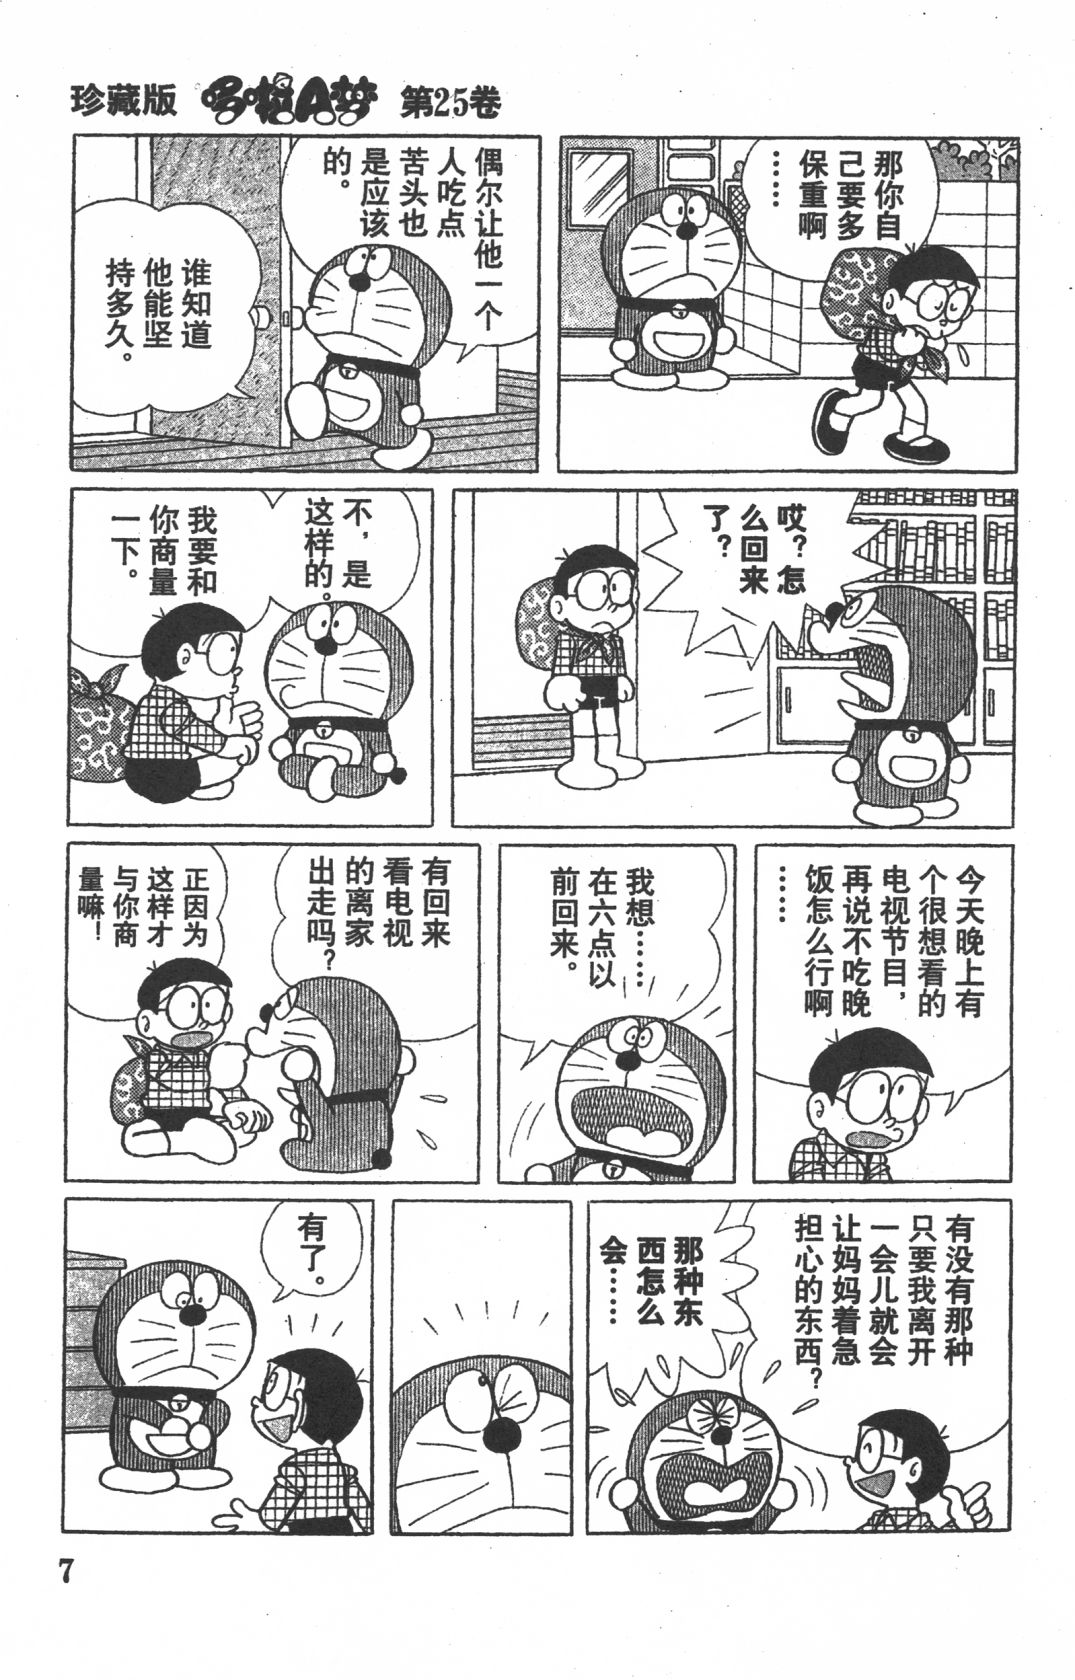 珍藏版 哆啦A梦 第25卷
那你自
己要多
保重啊
……
偶尔让他一个
人吃点
苦头也
是应该
的。
谁知道
他能坚
持多久。
哎？怎
么回来
了？
不，是
这样的。
我要和
你商量
一下。
今天晚上有
个很想看的
电视节目，
再说不吃晚
饭怎么行啊
……
我想……
在六点以
前回来。
有回来
看电视
的离家
出走吗？
正因为
这样才
与你商
量嘛！
有没有那种
只要我离开
一会儿就会
让妈妈着急
担心的东西？
那种东
西怎么
会……
有了。
7